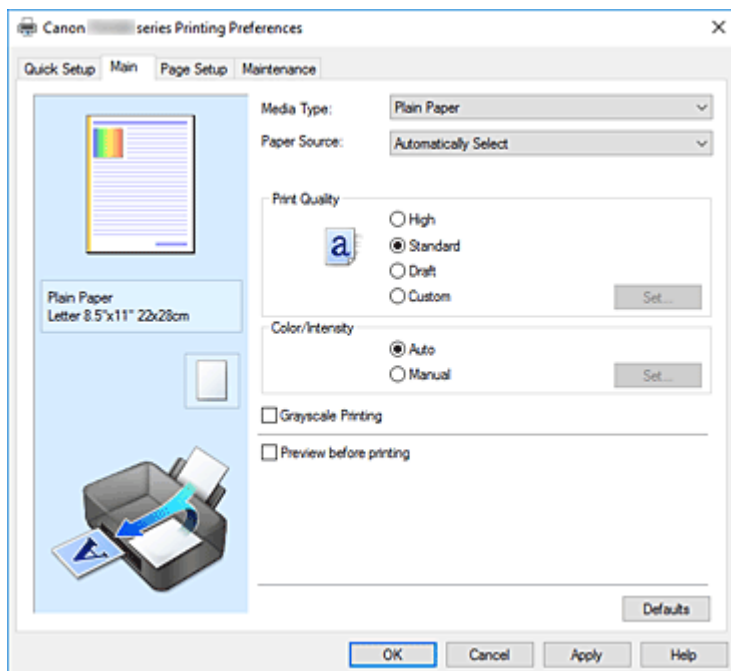 Canon series Printing Preferences
Quick Setup Main Page Setup Maintenance
Media Type: Plain Paper
Paper Source: Automatically Select
Print Quality
a
High
Standard
Draft
Custom Set...
Plain Paper
Letter 8.5"x11" 22x28cm
Color/Intensity
Auto
Manual Set...
Grayscale Printing
Preview before printing
A
Defaults
OK Cancel Apply Help